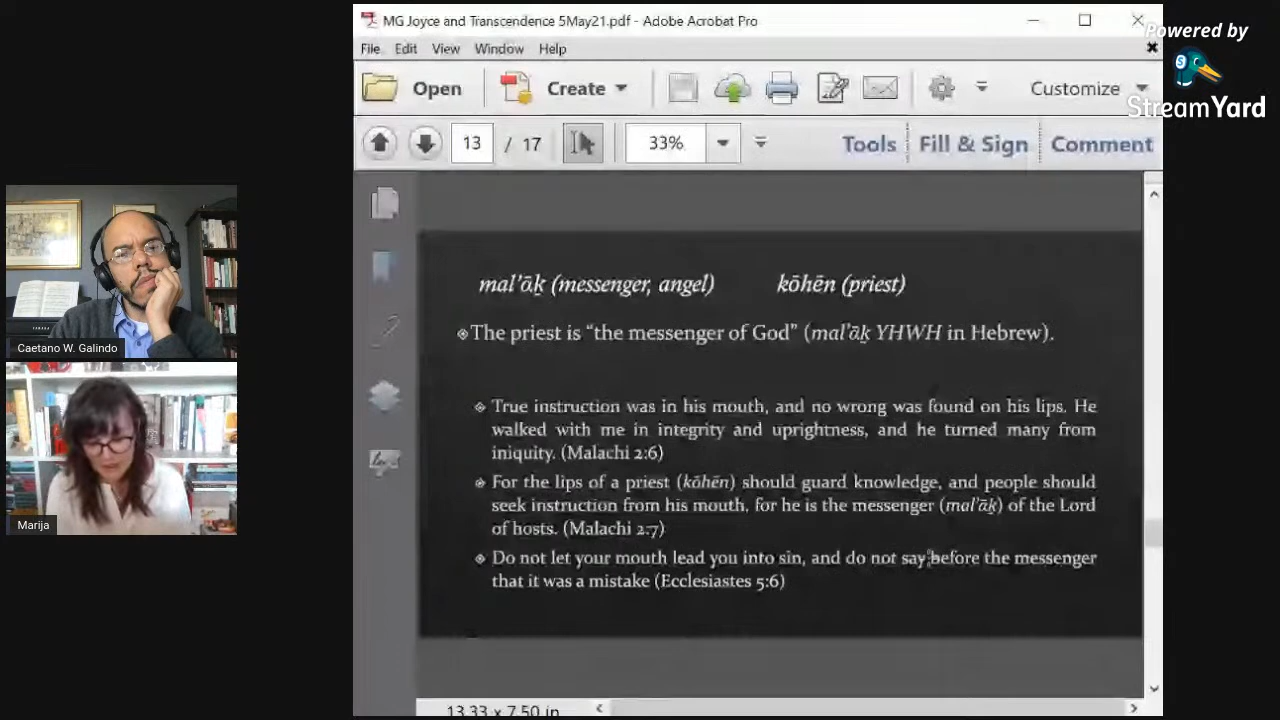 MG Joyce and Transcendence 5May21.pdf - Adobe Acrobat Pro
Powered by
StreamYard
File Edit View Window Help
Open Create Customize
13 / 17 33% Tools Fill & Sign Comment
mal’āḵ (messenger, angel) kōhēn (priest)
The priest is “the messenger of God” (mal’āḵ YHWH in Hebrew).
True instruction was in his mouth, and no wrong was found on his lips. He
walked with me in integrity and uprightness, and he turned many from
iniquity. (Malachi 2:6)
For the lips of a priest (kōhēn) should guard knowledge, and people should
seek instruction from his mouth, for he is the messenger (mal’āḵ) of the Lord
of hosts. (Malachi 2:7)
Do not let your mouth lead you into sin, and do not say before the messenger
that it was a mistake (Ecclesiastes 5:6)
13.33 x 7.50 in
Caetano W. Galindo
Marija